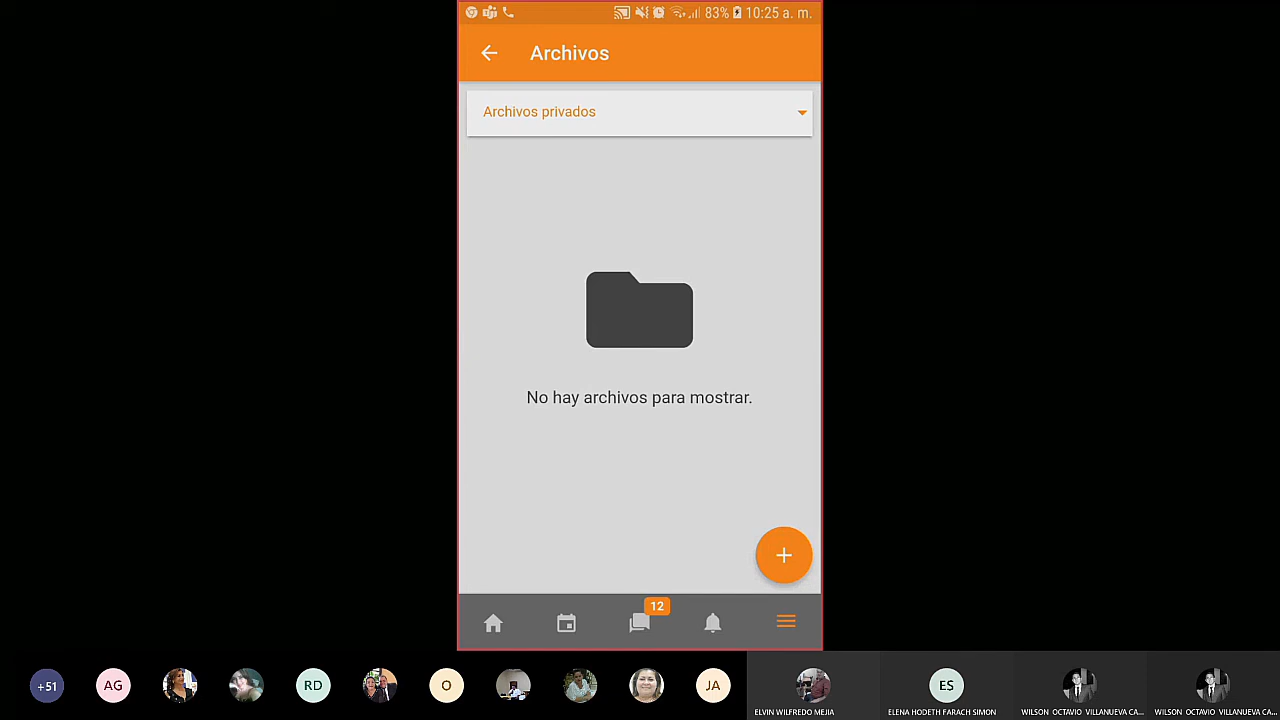 83% 10:25 a. m.
Archivos
Archivos privados
No hay archivos para mostrar.
12
+51
AG
RD
O
JA
ES
ELVIN WILFREDO MEJIA
ELENA HODETH FARACH SIMON
WILSON OCTAVIO VILLANUEVA CA...
WILSON OCTAVIO VILLANUEVA CA...